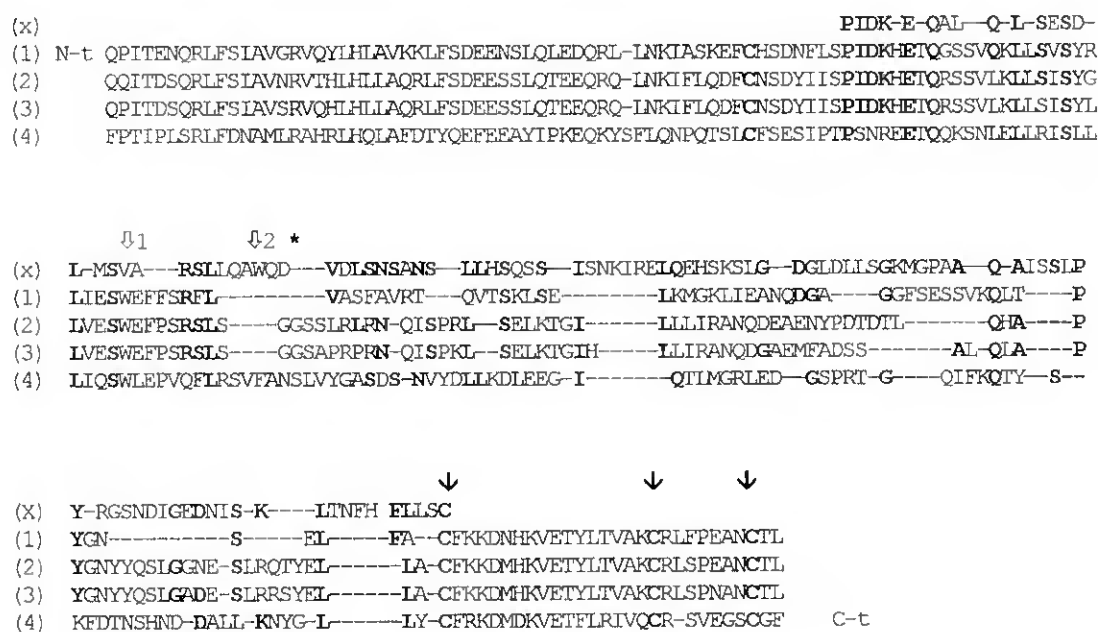 (x) PIDK-E-QAL--Q-L-SESD-
(1) N-t QPITENQRLFSIAVGRVQYLHLAVKKLFSDEENSLQLEDQRL-LNKIASKEFCHSDNFLSPIDKHETQGSSVQKLLSVSYR
(2) QQITDSQRLFSIAVNRVTHLHLLAQRLFSDEESSLQTEEQRQ-LNKIFLQDFCNSDYIISPIDKHETQRSSVLKLLSISYG
(3) QPITDSQRLFSIAVSRVQHLHLLAQRLFSDEESSLQTEEQRQ-LNKIFLQDFCNSDYIISPIDKHETQRSSVLKLLSISYL
(4) FPTIPLSRLFDNAMLRAHRLHQLAFDTYQEFEEAYIPKEQKYSFLQNPQTSLCFSESIPTPSNREETQQKSNLELLRISLL
⇩1 ⇩2 *
(x) L-MSVA---RSLLQAWQD---VDLSNSANS--LLHSQSS--ISNKIRELQEHSKSLG--DGLDLLSGKMGPAA--Q-AISSLP
(1) LIESWEFFSRFL----------VASFAVRT---QVTSKLSE-------LKMGKLIEANQDGA---GGFSESSVKQLT----P
(2) LVESWEFPSRSLS-----GGSSLRLRN-QISPRL--SELKTGI------LLLIRANQDEAENYPDTDTL-----QHA----P
(3) LVESWEFPSRSLS-----GGSAPRPRN-QISPKL--SELKTGIH-----LLIRANQDGAEMFADSS-------AL-QLA----P
(4) LIQSWLEPVQFLRSVFANSLVYGASDS-NVYDLLKDLEEG-I-------QTLMGRLED--GSPRT-G----QIFKQTY--S--
↓ ↓ ↓
(X) Y-RGSNDIGEDNIS-K----LTNFH ELLSC
(1) YGN-----------S-----EL-----FA--CFKKDNHKVETYLTVAKCRLFPEANCTL
(2) YGNYYQSLGGNE-SLRQTYEL------LA-CFKKDMHKVETYLTVAKCRLSPEANCTL
(3) YGNYYQSLGADE-SLRRSYEL------LA-CFKKDMHKVETYLTVAKCRLSPNANCTL
(4) KFDTNSHND-DALL-KNYG-L------LY-CFRKDMDKVETFLRIVQCR-SVEGSCGF C-t